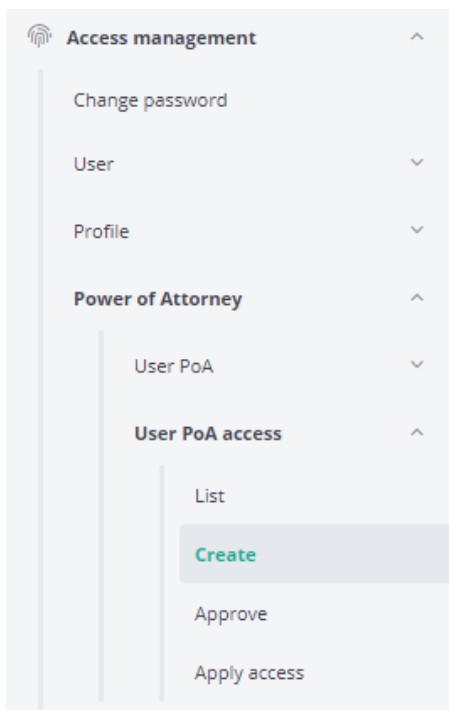 Access management
Change password
User
Profile
Power of Attorney
User PoA
User PoA access
List
Create
Approve
Apply access